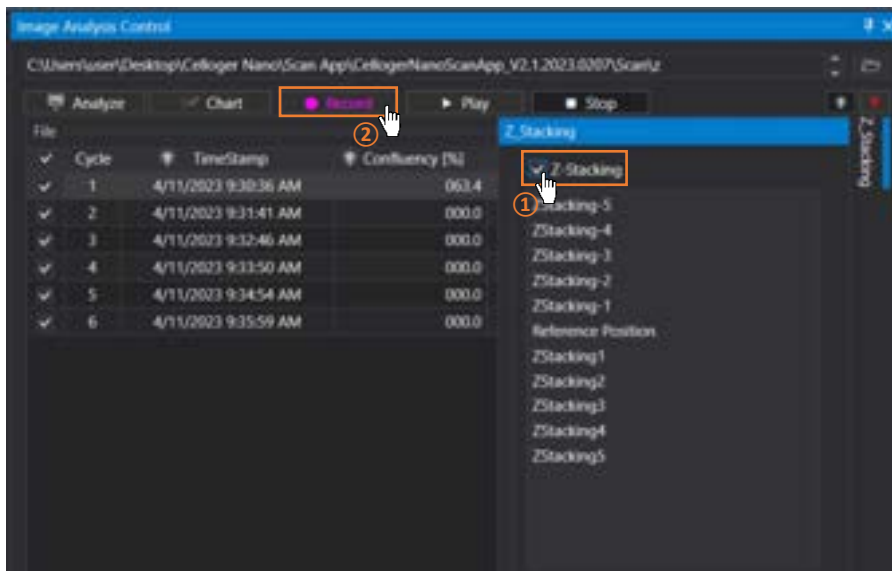 Image Analysis Control
C:\Users\user\Desktop\Celloger Nano\Scan App\CellogerNanoScanApp_V2.1.2023.0207\Scan\z
Analyze Chart Record Play Stop
File
Cycle TimeStamp Confluency [%]
1 4/11/2023 9:30:36 AM 063.4
2 4/11/2023 9:31:41 AM 000.0
3 4/11/2023 9:32:46 AM 000.0
4 4/11/2023 9:33:50 AM 000.0
5 4/11/2023 9:34:54 AM 000.0
6 4/11/2023 9:35:59 AM 000.0
②
Z_Stacking
Z-Stacking
①
ZStacking-5
ZStacking-4
ZStacking-3
ZStacking-2
ZStacking-1
Reference Position
ZStacking1
ZStacking2
ZStacking3
ZStacking4
ZStacking5
Z_Stacking